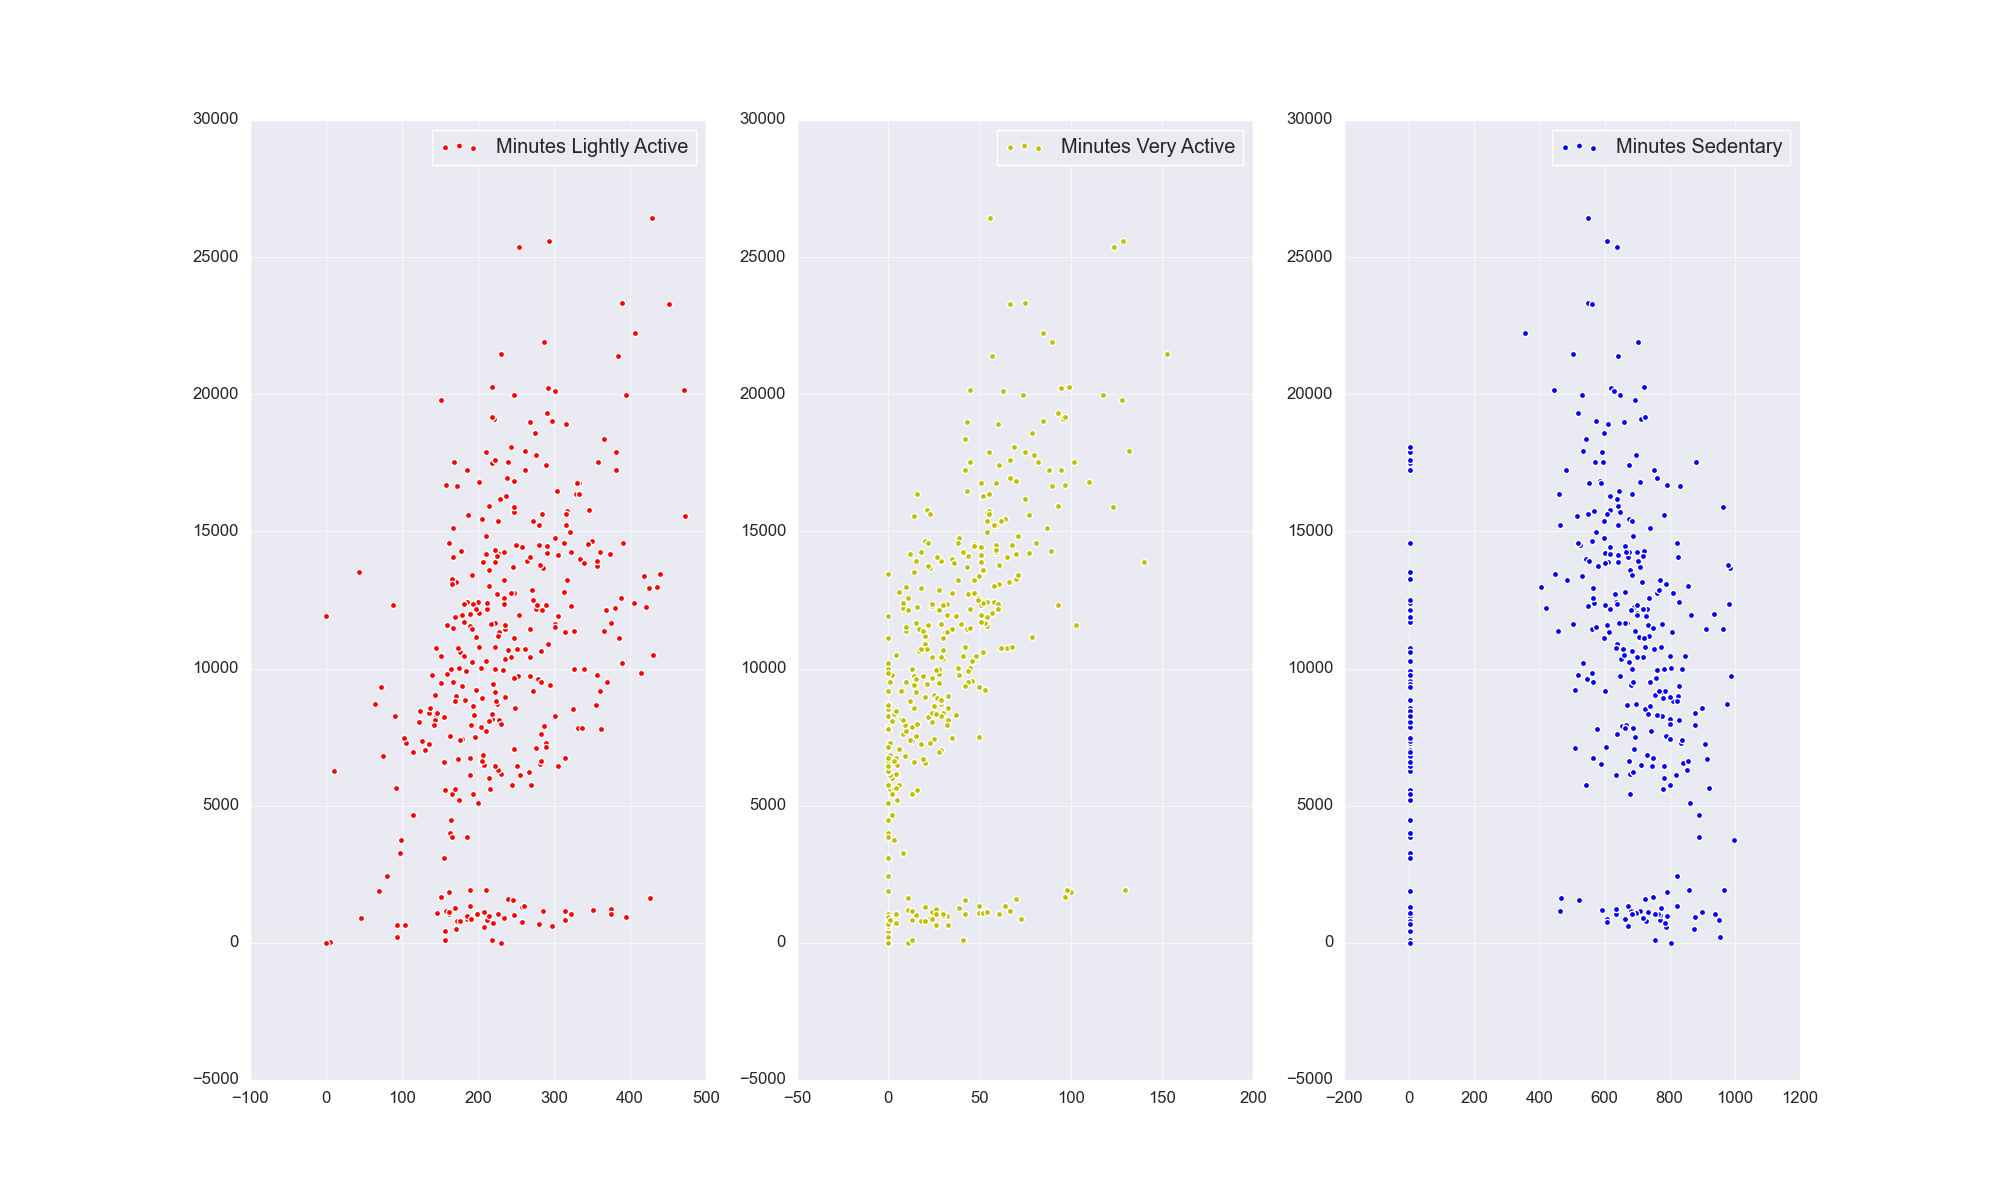 30000 30000 30000
Minutes Lightly Active Minutes Very Active Minutes Sedentary
25000 25000 25000
20000 20000 20000
15000 15000 15000
10000 10000 10000
5000 5000 5000
0 0 0
−5000 −5000 −5000
−100 0 100 200 300 400 500 −50 0 50 100 150 200 −200 0 200 400 600 800 1000 1200